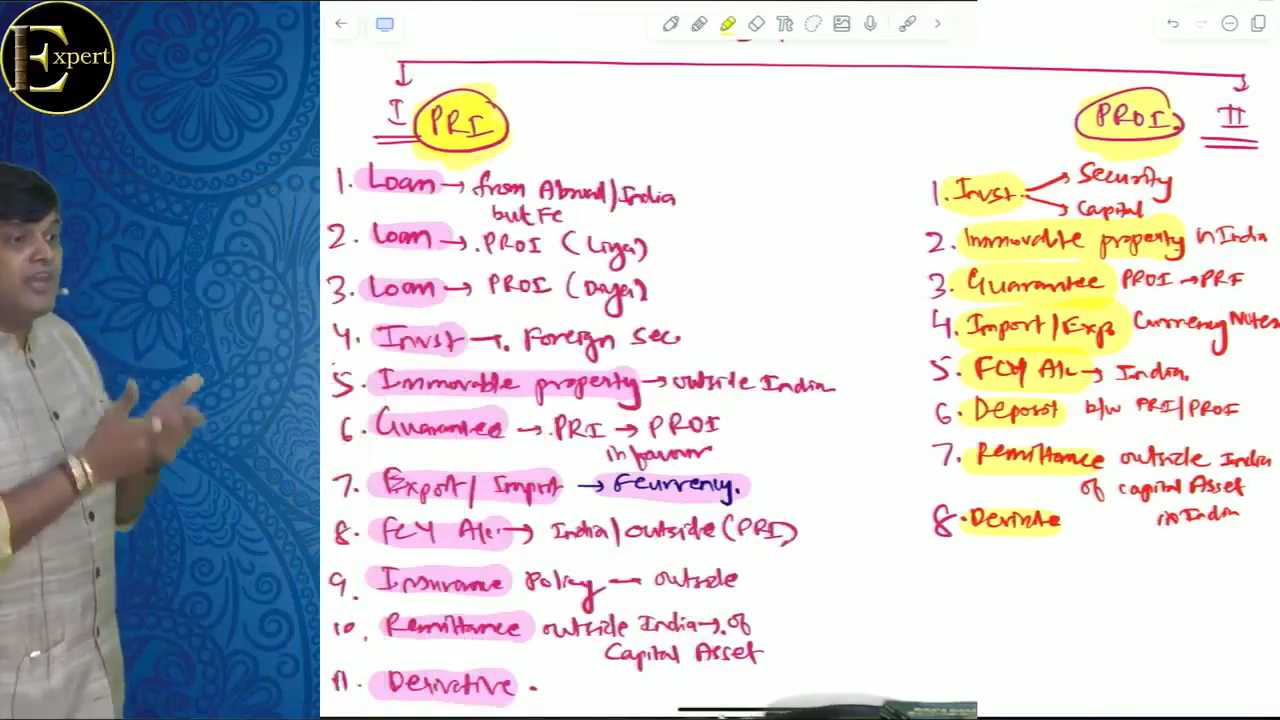 Expert
I PRI
1. Loan → from Abroad/India
but FE
2. Loan → PROI (Liya)
3. Loan → PROI (Diya)
4. Invst → Foreign Sec.
5. Immovable property → outside India
6. Guarantee → PRI → PROI
in favour
7. Export/ Import → Fcurrency.
8. FCY A/c → India/outside (PRI)
9. Insurance Policy — outside
10. Remittance outside India → of
Capital Asset
11. Derivative.
PROI II
1. Invst. → Security
→ Capital
2. Immovable property in India
3. Guarantee PROI → PRI
4. Import/Exp Currency Notes
5. FCY A/c → India.
6. Deposit b/w PRI/PROI
7. Remittance outside India
of capital Asset
in India
8. Derivte